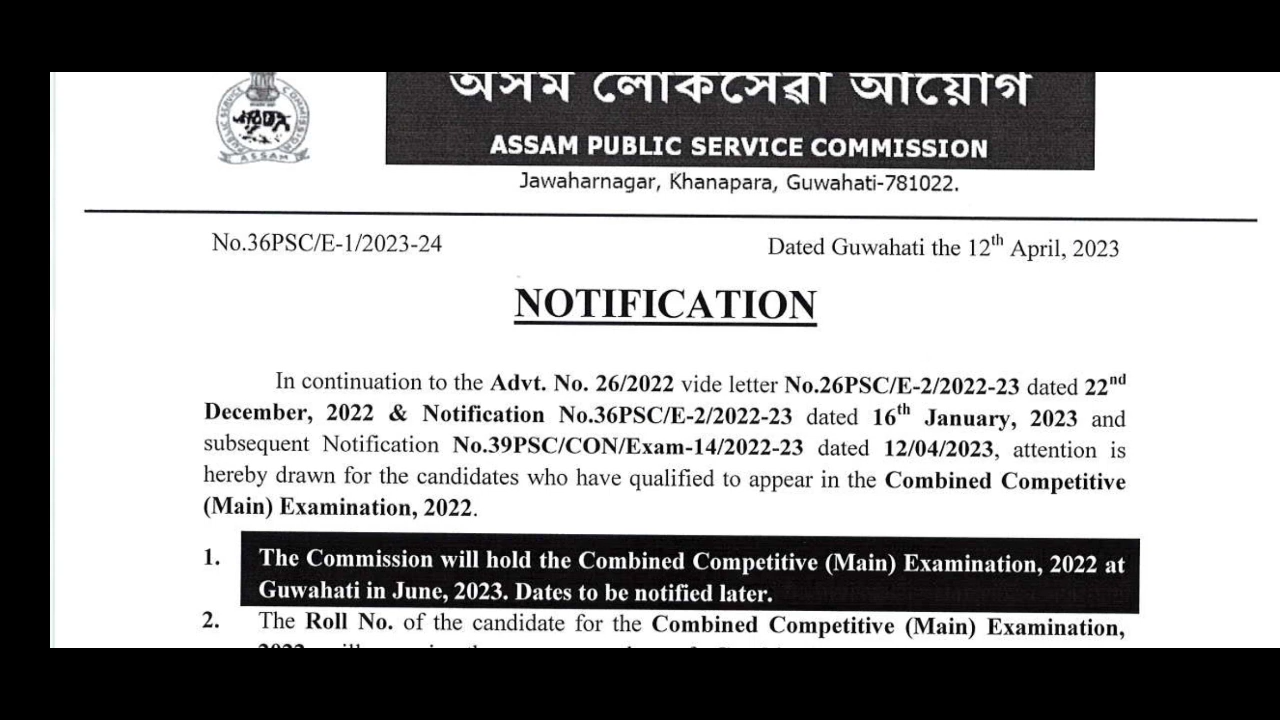 অসম লোকসেৱা আয়োগ
ASSAM PUBLIC SERVICE COMMISSION
Jawaharnagar, Khanapara, Guwahati-781022.
ASSAM
No.36PSC/E-1/2023-24 Dated Guwahati the 12th April, 2023
NOTIFICATION
In continuation to the Advt. No. 26/2022 vide letter No.26PSC/E-2/2022-23 dated 22nd
December, 2022 & Notification No.36PSC/E-2/2022-23 dated 16th January, 2023 and
subsequent Notification No.39PSC/CON/Exam-14/2022-23 dated 12/04/2023, attention is
hereby drawn for the candidates who have qualified to appear in the Combined Competitive
(Main) Examination, 2022.
1. The Commission will hold the Combined Competitive (Main) Examination, 2022 at
Guwahati in June, 2023. Dates to be notified later.
2. The Roll No. of the candidate for the Combined Competitive (Main) Examination,
2022